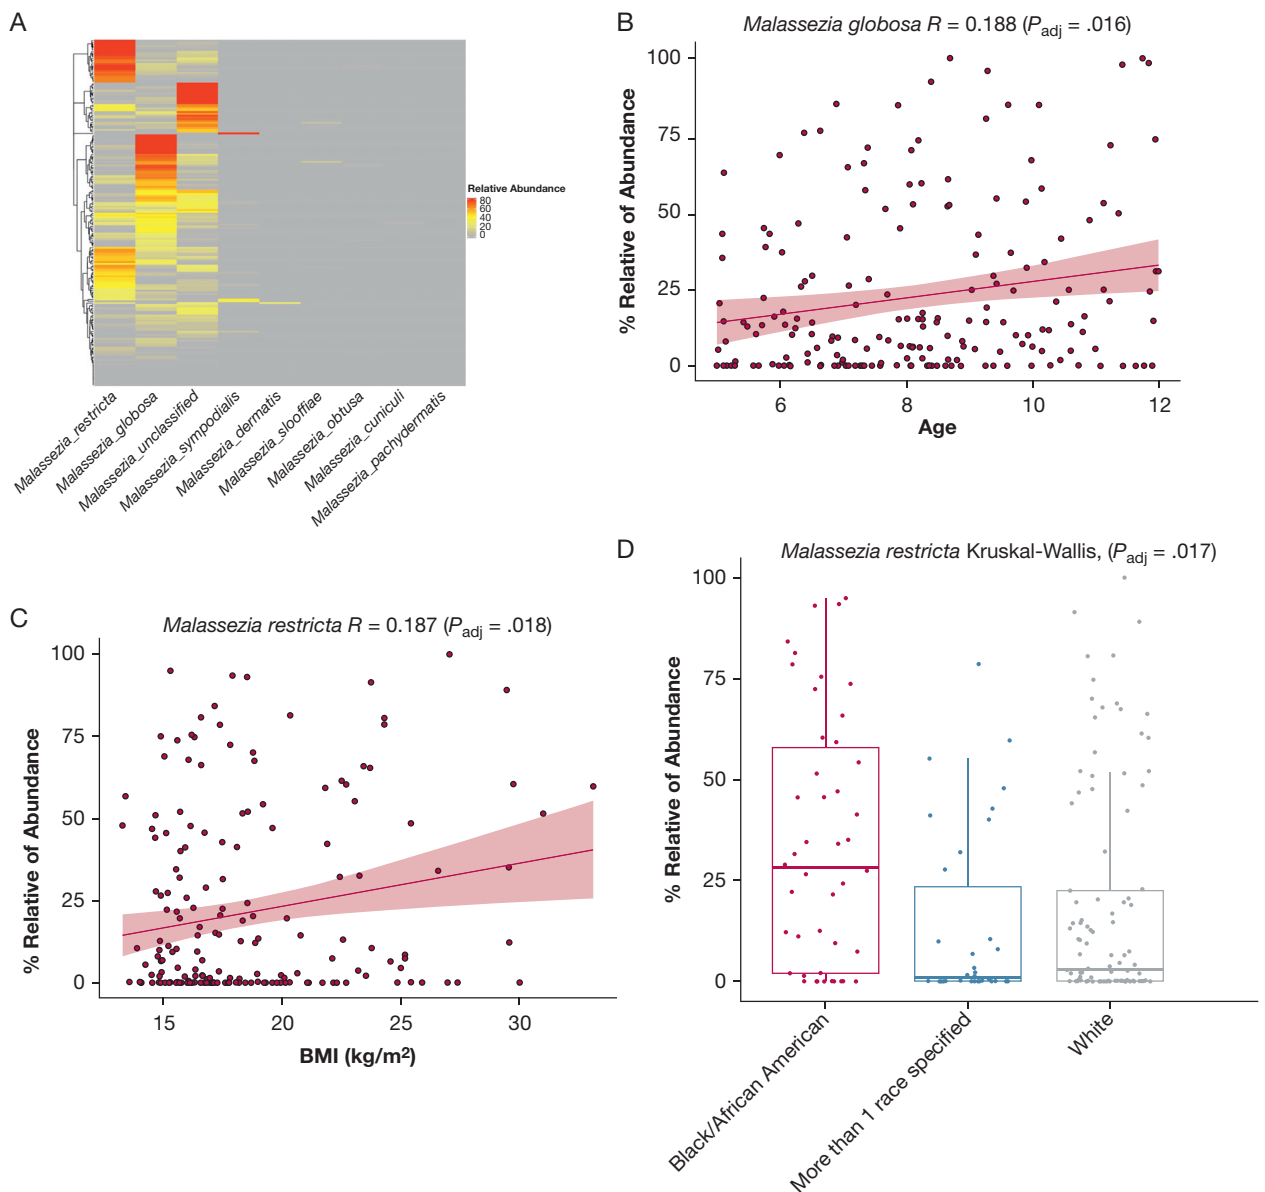 A
Relative Abundance
80
60
40
20
0
Malassezia_restricta
Malassezia_globosa
Malassezia_unclassified
Malassezia_sympodialis
Malassezia_dermatis
Malassezia_slooffiae
Malassezia_obtusa
Malassezia_cuniculi
Malassezia_pachydermatis
B
Malassezia globosa R = 0.188 (Padj = .016)
% Relative of Abundance
100
75
50
25
0
6 8 10 12
Age
C
Malassezia restricta R = 0.187 (Padj = .018)
% Relative of Abundance
100
75
50
25
0
15 20 25 30
BMI (kg/m²)
D
Malassezia restricta Kruskal-Wallis, (Padj = .017)
% Relative of Abundance
100
75
50
25
0
Black/African American
More than 1 race specified
White